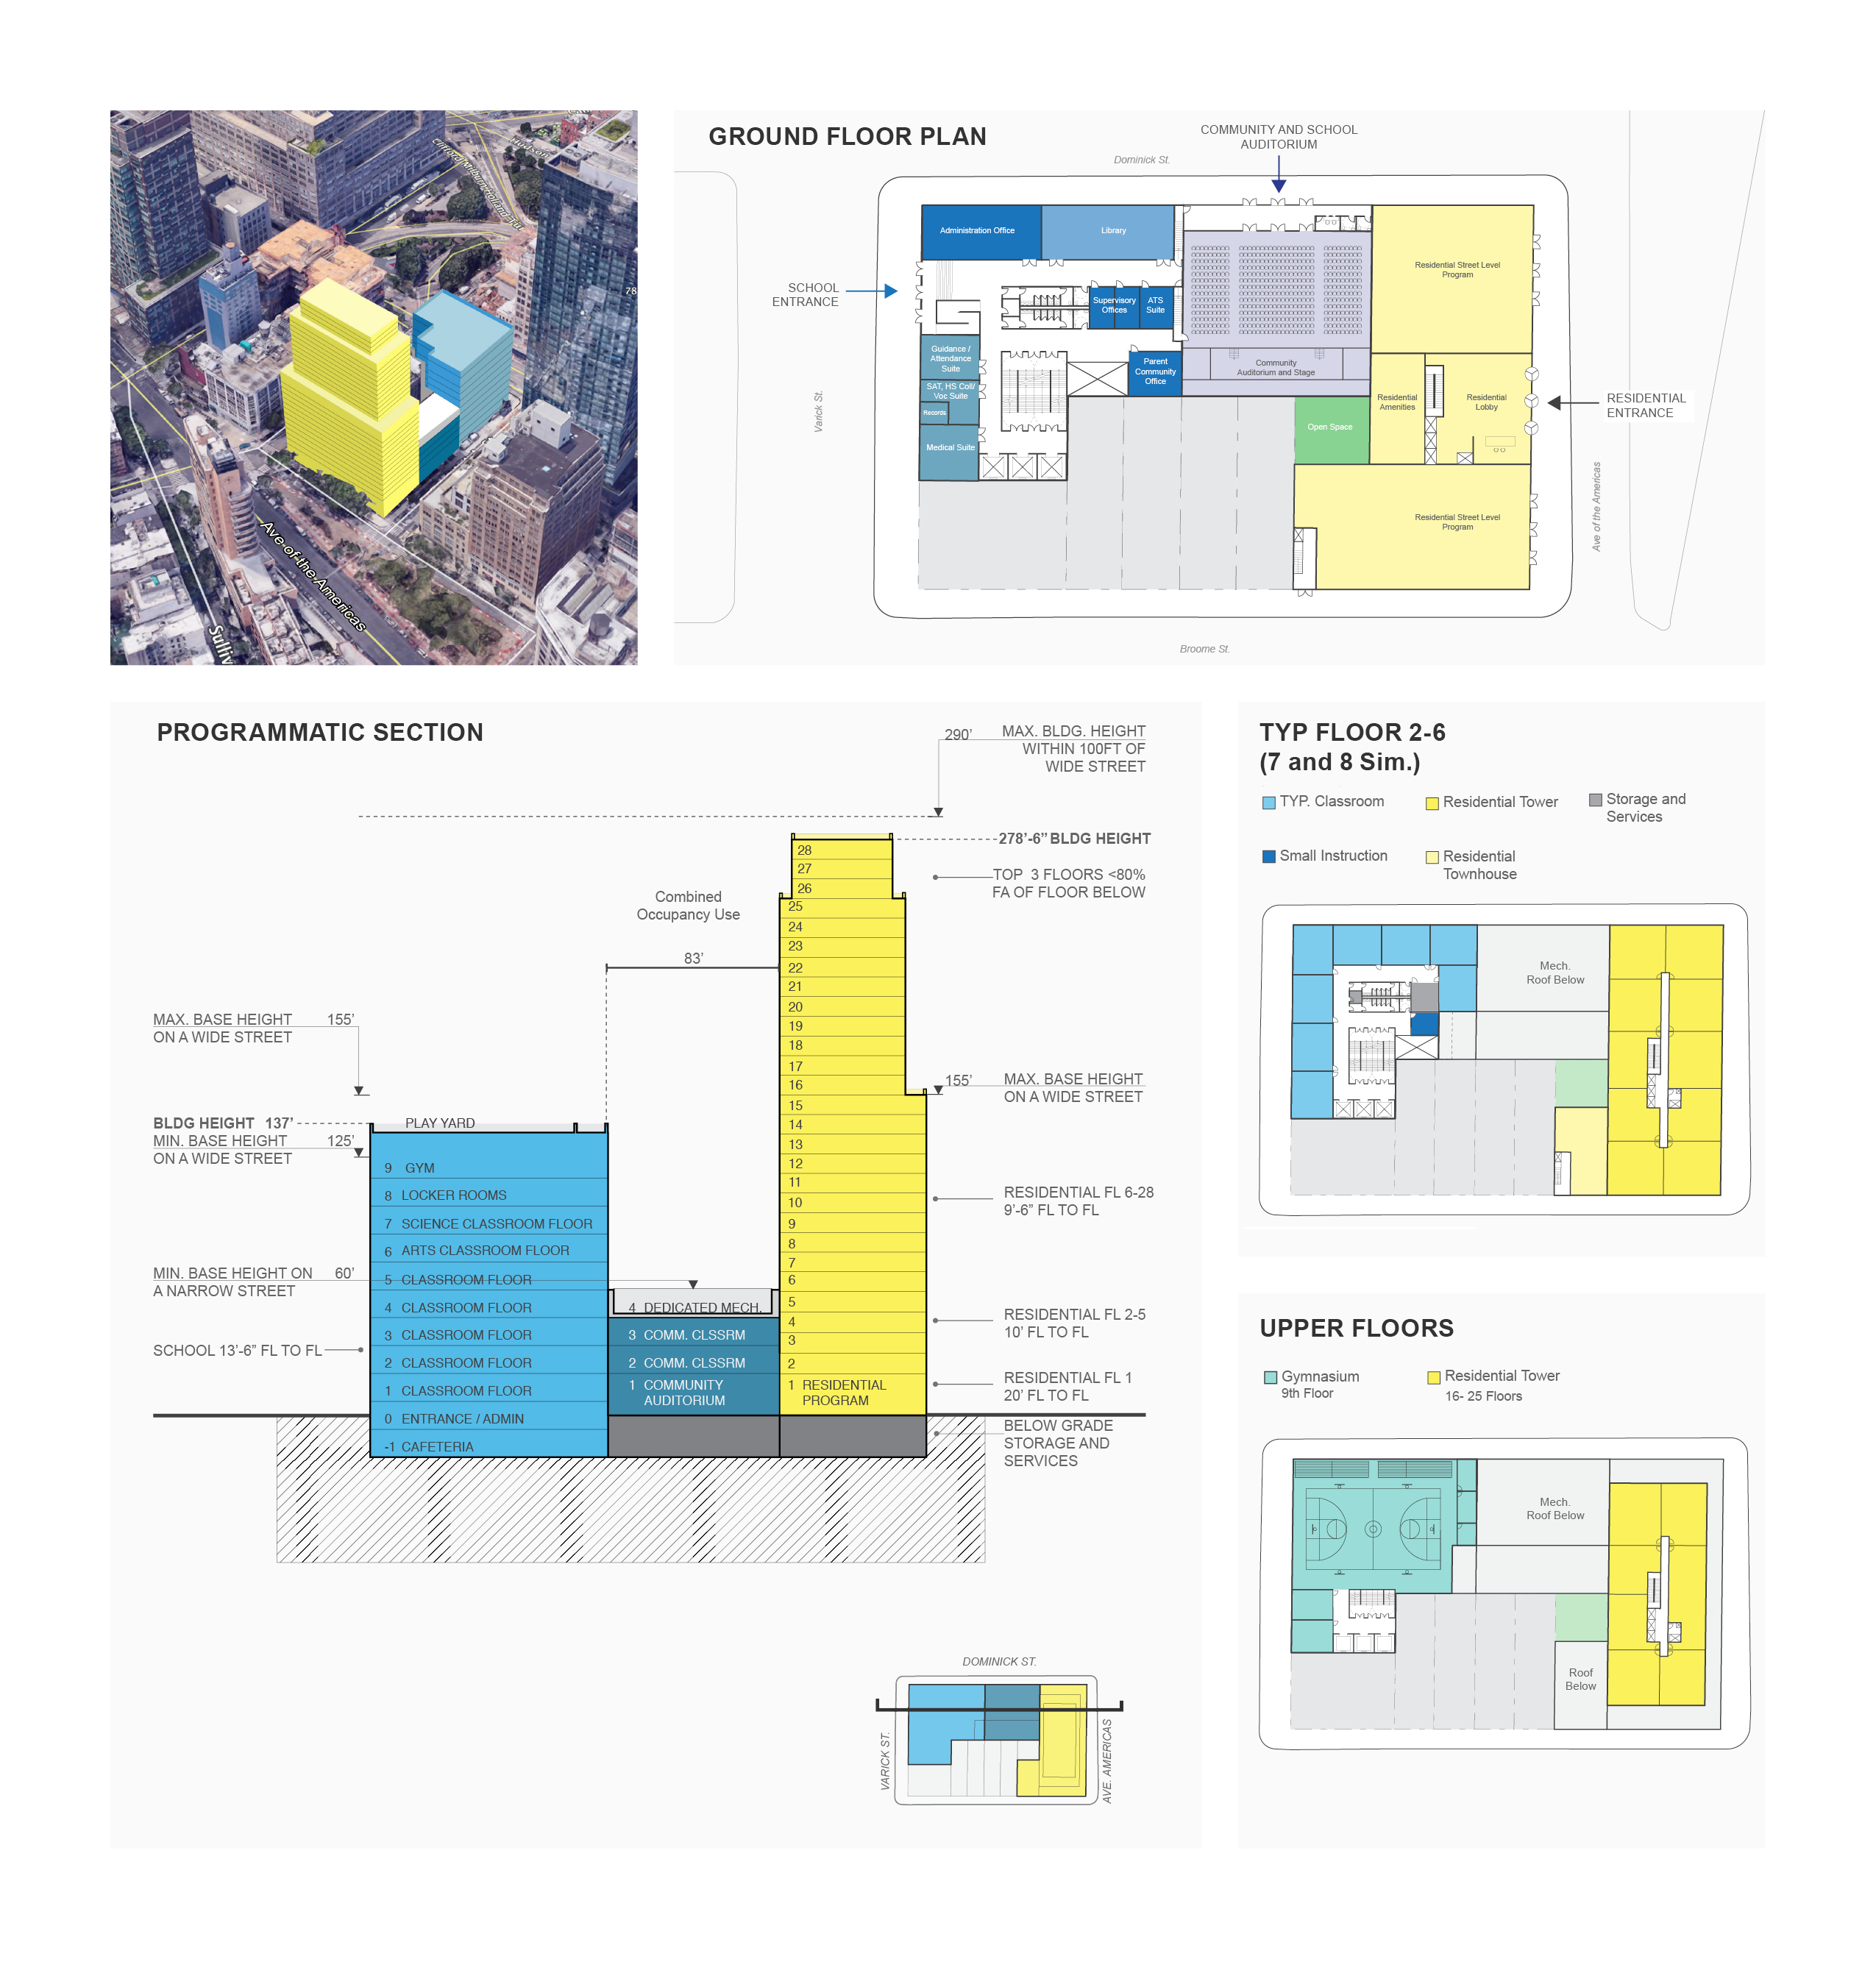 Clifford Milburn Holland Tul
Hudson
78
Ave of the Americas
Sulliv
GROUND FLOOR PLAN
COMMUNITY AND SCHOOL
AUDITORIUM
Dominick St.
Administration Office
Library
Residential Street Level
Program
SCHOOL
ENTRANCE
Supervisory
Offices
ATS
Suite
Guidance /
Attendance
Suite
Parent
Community
Office
Community
Auditorium and Stage
SAT, HS Coll/
Voc Suite
Records
Medical Suite
Varick St.
Open Space
Residential
Amenities
Residential
Lobby
RESIDENTIAL
ENTRANCE
Ave of the Americas
Residential Street Level
Program
Broome St.
PROGRAMMATIC SECTION
290’
MAX. BLDG. HEIGHT
WITHIN 100FT OF
WIDE STREET
278’-6” BLDG HEIGHT
TOP 3 FLOORS <80%
FA OF FLOOR BELOW
Combined
Occupancy Use
83’
MAX. BASE HEIGHT 155’
ON A WIDE STREET
155’ MAX. BASE HEIGHT
ON A WIDE STREET
BLDG HEIGHT 137’
MIN. BASE HEIGHT 125’
ON A WIDE STREET
MIN. BASE HEIGHT ON 60’
A NARROW STREET
SCHOOL 13’-6” FL TO FL
PLAY YARD
9 GYM
8 LOCKER ROOMS
7 SCIENCE CLASSROOM FLOOR
6 ARTS CLASSROOM FLOOR
5 CLASSROOM FLOOR
4 CLASSROOM FLOOR
3 CLASSROOM FLOOR
2 CLASSROOM FLOOR
1 CLASSROOM FLOOR
0 ENTRANCE / ADMIN
-1 CAFETERIA
4 DEDICATED MECH.
3 COMM. CLSSRM
2 COMM. CLSSRM
1 COMMUNITY
AUDITORIUM
28
27
26
25
24
23
22
21
20
19
18
17
16
15
14
13
12
11
10
9
8
7
6
5
4
3
2
1 RESIDENTIAL
PROGRAM
RESIDENTIAL FL 6-28
9’-6” FL TO FL
RESIDENTIAL FL 2-5
10’ FL TO FL
RESIDENTIAL FL 1
20’ FL TO FL
BELOW GRADE
STORAGE AND
SERVICES
DOMINICK ST.
VARICK ST.
AVE. AMERICAS
TYP FLOOR 2-6
(7 and 8 Sim.)
TYP. Classroom
Residential Tower
Storage and
Services
Small Instruction
Residential
Townhouse
Mech.
Roof Below
UPPER FLOORS
Gymnasium
9th Floor
Residential Tower
16- 25 Floors
Mech.
Roof Below
Roof
Below